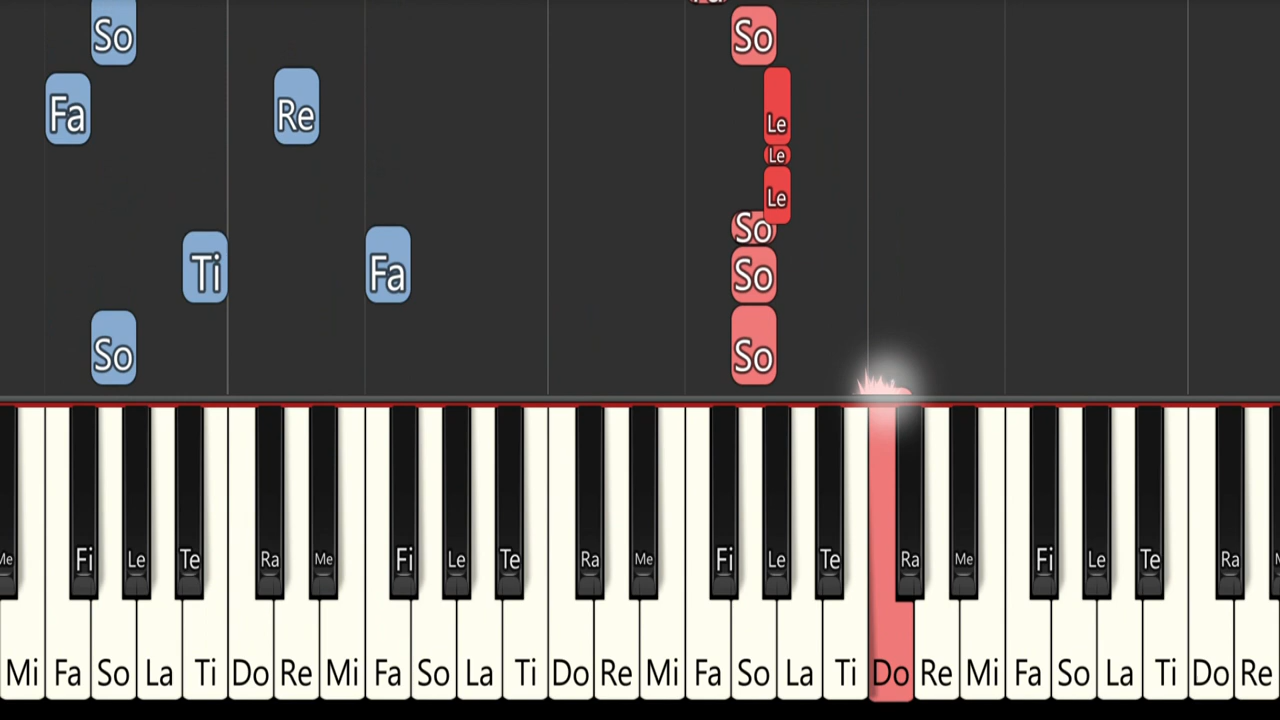 So So
Fa Re Le
Le
Le
So
Ti Fa So
So So
Me Fi Le Te Ra Me Fi Le Te Ra Me Fi Le Te Ra Me Fi Le Te Ra
Mi Fa So La Ti Do Re Mi Fa So La Ti Do Re Mi Fa So La Ti Do Re Mi Fa So La Ti Do Re